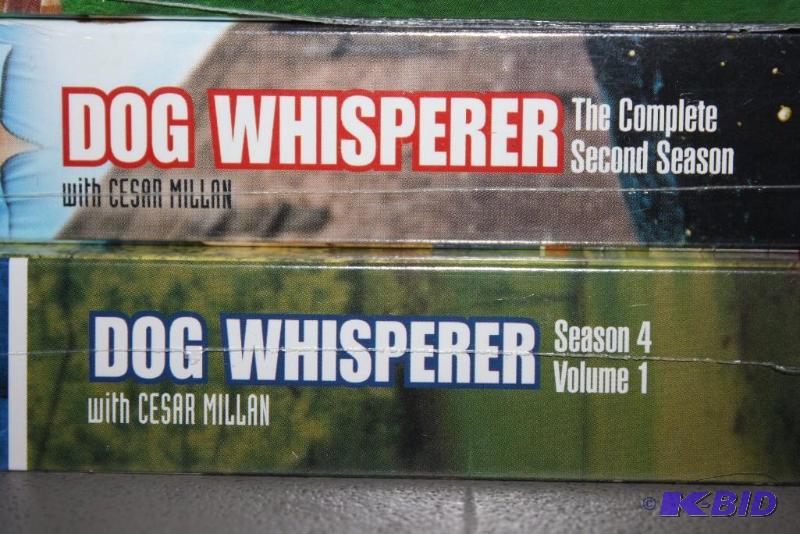 DOG WHISPERER
with CESAR MILLAN
The Complete
Second Season
DOG WHISPERER
with CESAR MILLAN
Season 4
Volume 1
© K-BID